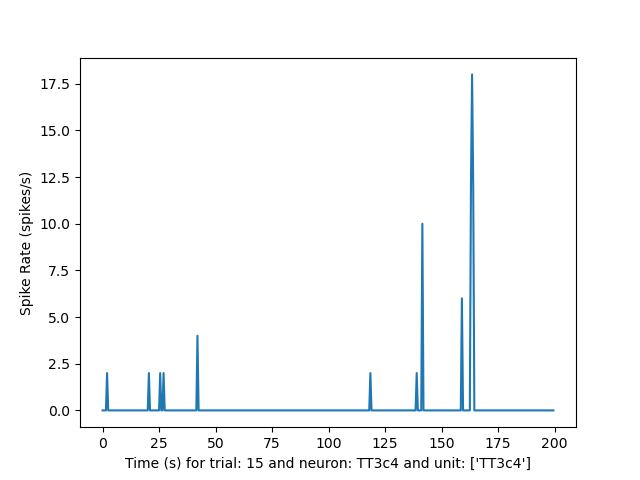 17.5
15.0
12.5
10.0
7.5
5.0
2.5
0.0
Spike Rate (spikes/s)
0 25 50 75 100 125 150 175 200
Time (s) for trial: 15 and neuron: TT3c4 and unit: ['TT3c4']